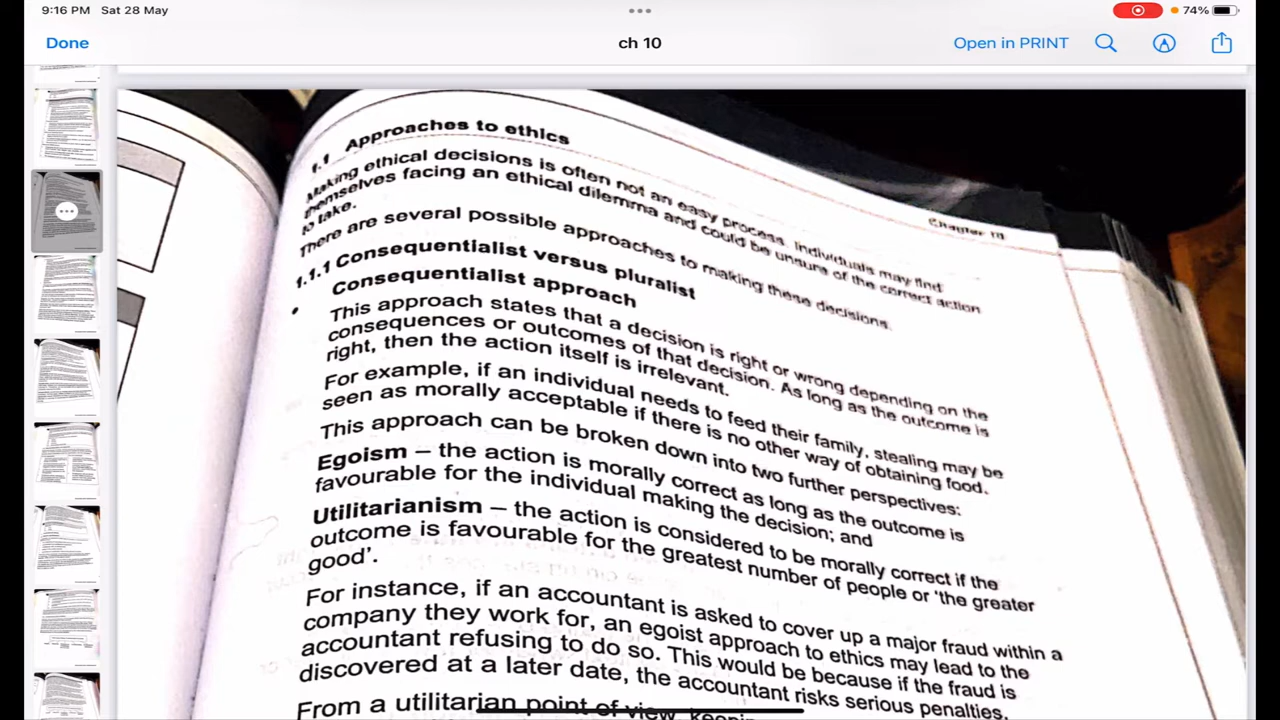 9:16 PM Sat 28 May
74%
Done
ch 10
Open in PRINT
Chapter 10
1.1 Approaches to ethics
Making ethical decisions is often not an easy process. Individuals may find
themselves facing an ethical dilemma and could be unsure of the correct action
to take.
There are several possible approaches to making these decisions.
1.1.1 Consequentialist versus pluralist
• Consequentialist approach
This approach states that a decision is right or wrong depending on the
consequences or outcomes of that decision. As long as the outcome is
right, then the action itself is irrelevant.
For example, if an individual needs to feed their family, stealing may be
seen as morally acceptable if there is no other way of obtaining food.
This approach can be broken down into two further perspectives:
Egoism – the action is morally correct as long as the outcome is
favourable for the individual making the decision; and
Utilitarianism – the action is considered to be morally correct if the
outcome is favourable for the greatest number of people or 'the greater
good'.
For instance, if an accountant is asked to cover up a major fraud within a
company they work for, an egoist approach to ethics may lead to the
accountant refusing to do so. This would be because if the fraud is
discovered at a later date, the accountant risks serious penalties.
From a utilitarian point of view, keeping